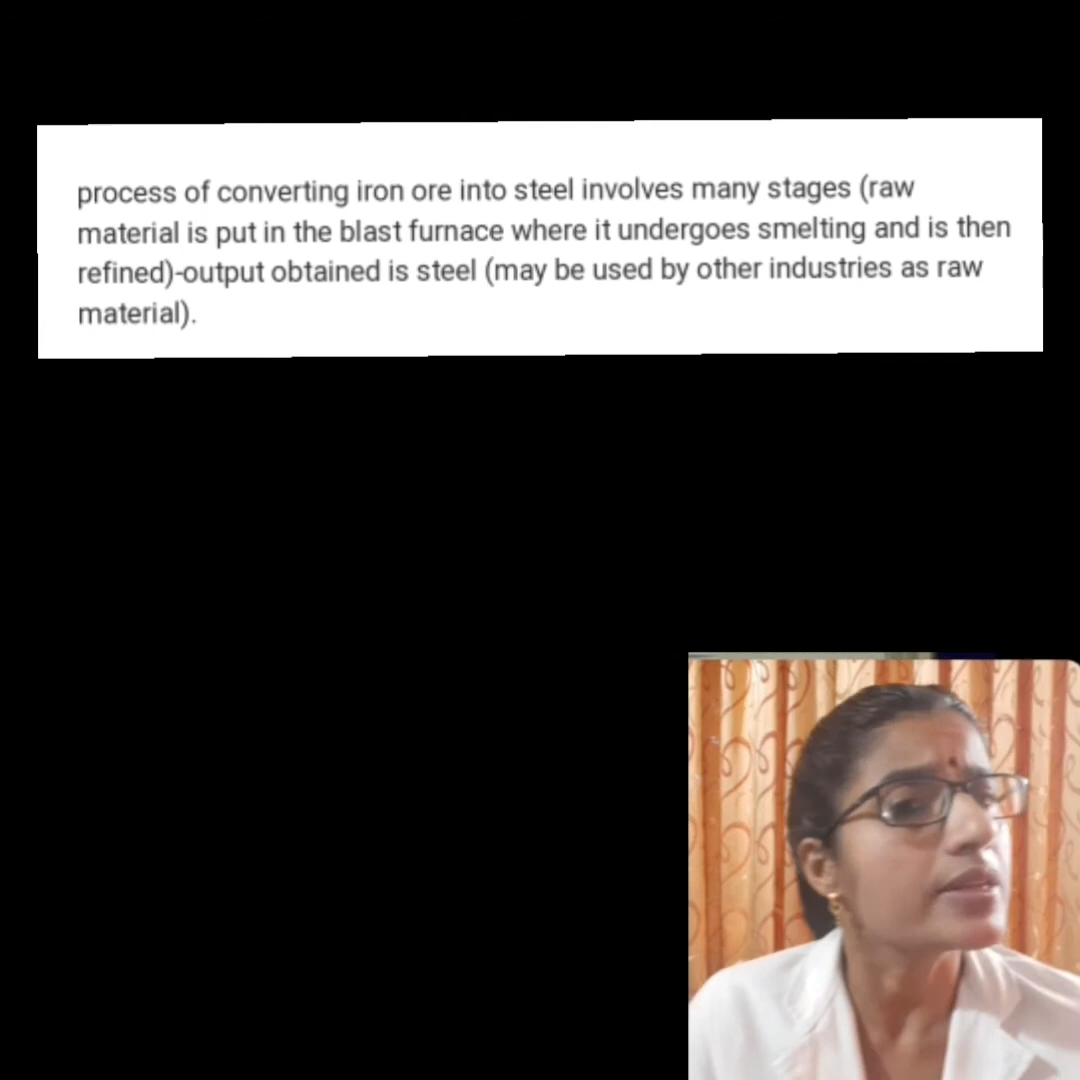 process of converting iron ore into steel involves many stages (raw
material is put in the blast furnace where it undergoes smelting and is then
refined)-output obtained is steel (may be used by other industries as raw
material).